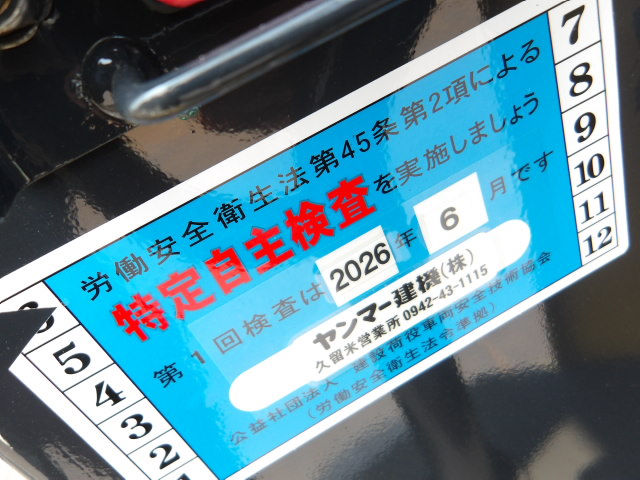 労働安全衛生法第45条第2項による
特定自主検査を実施しましょう
第1回検査は2026年6月です
ヤンマー建機(株)
久留米営業所 0942-43-1115
公益社団法人 建設荷役車両安全技術協会
(労働安全衛生法令準拠)
7
8
9
10
11
12
6
5
4
3
2
1